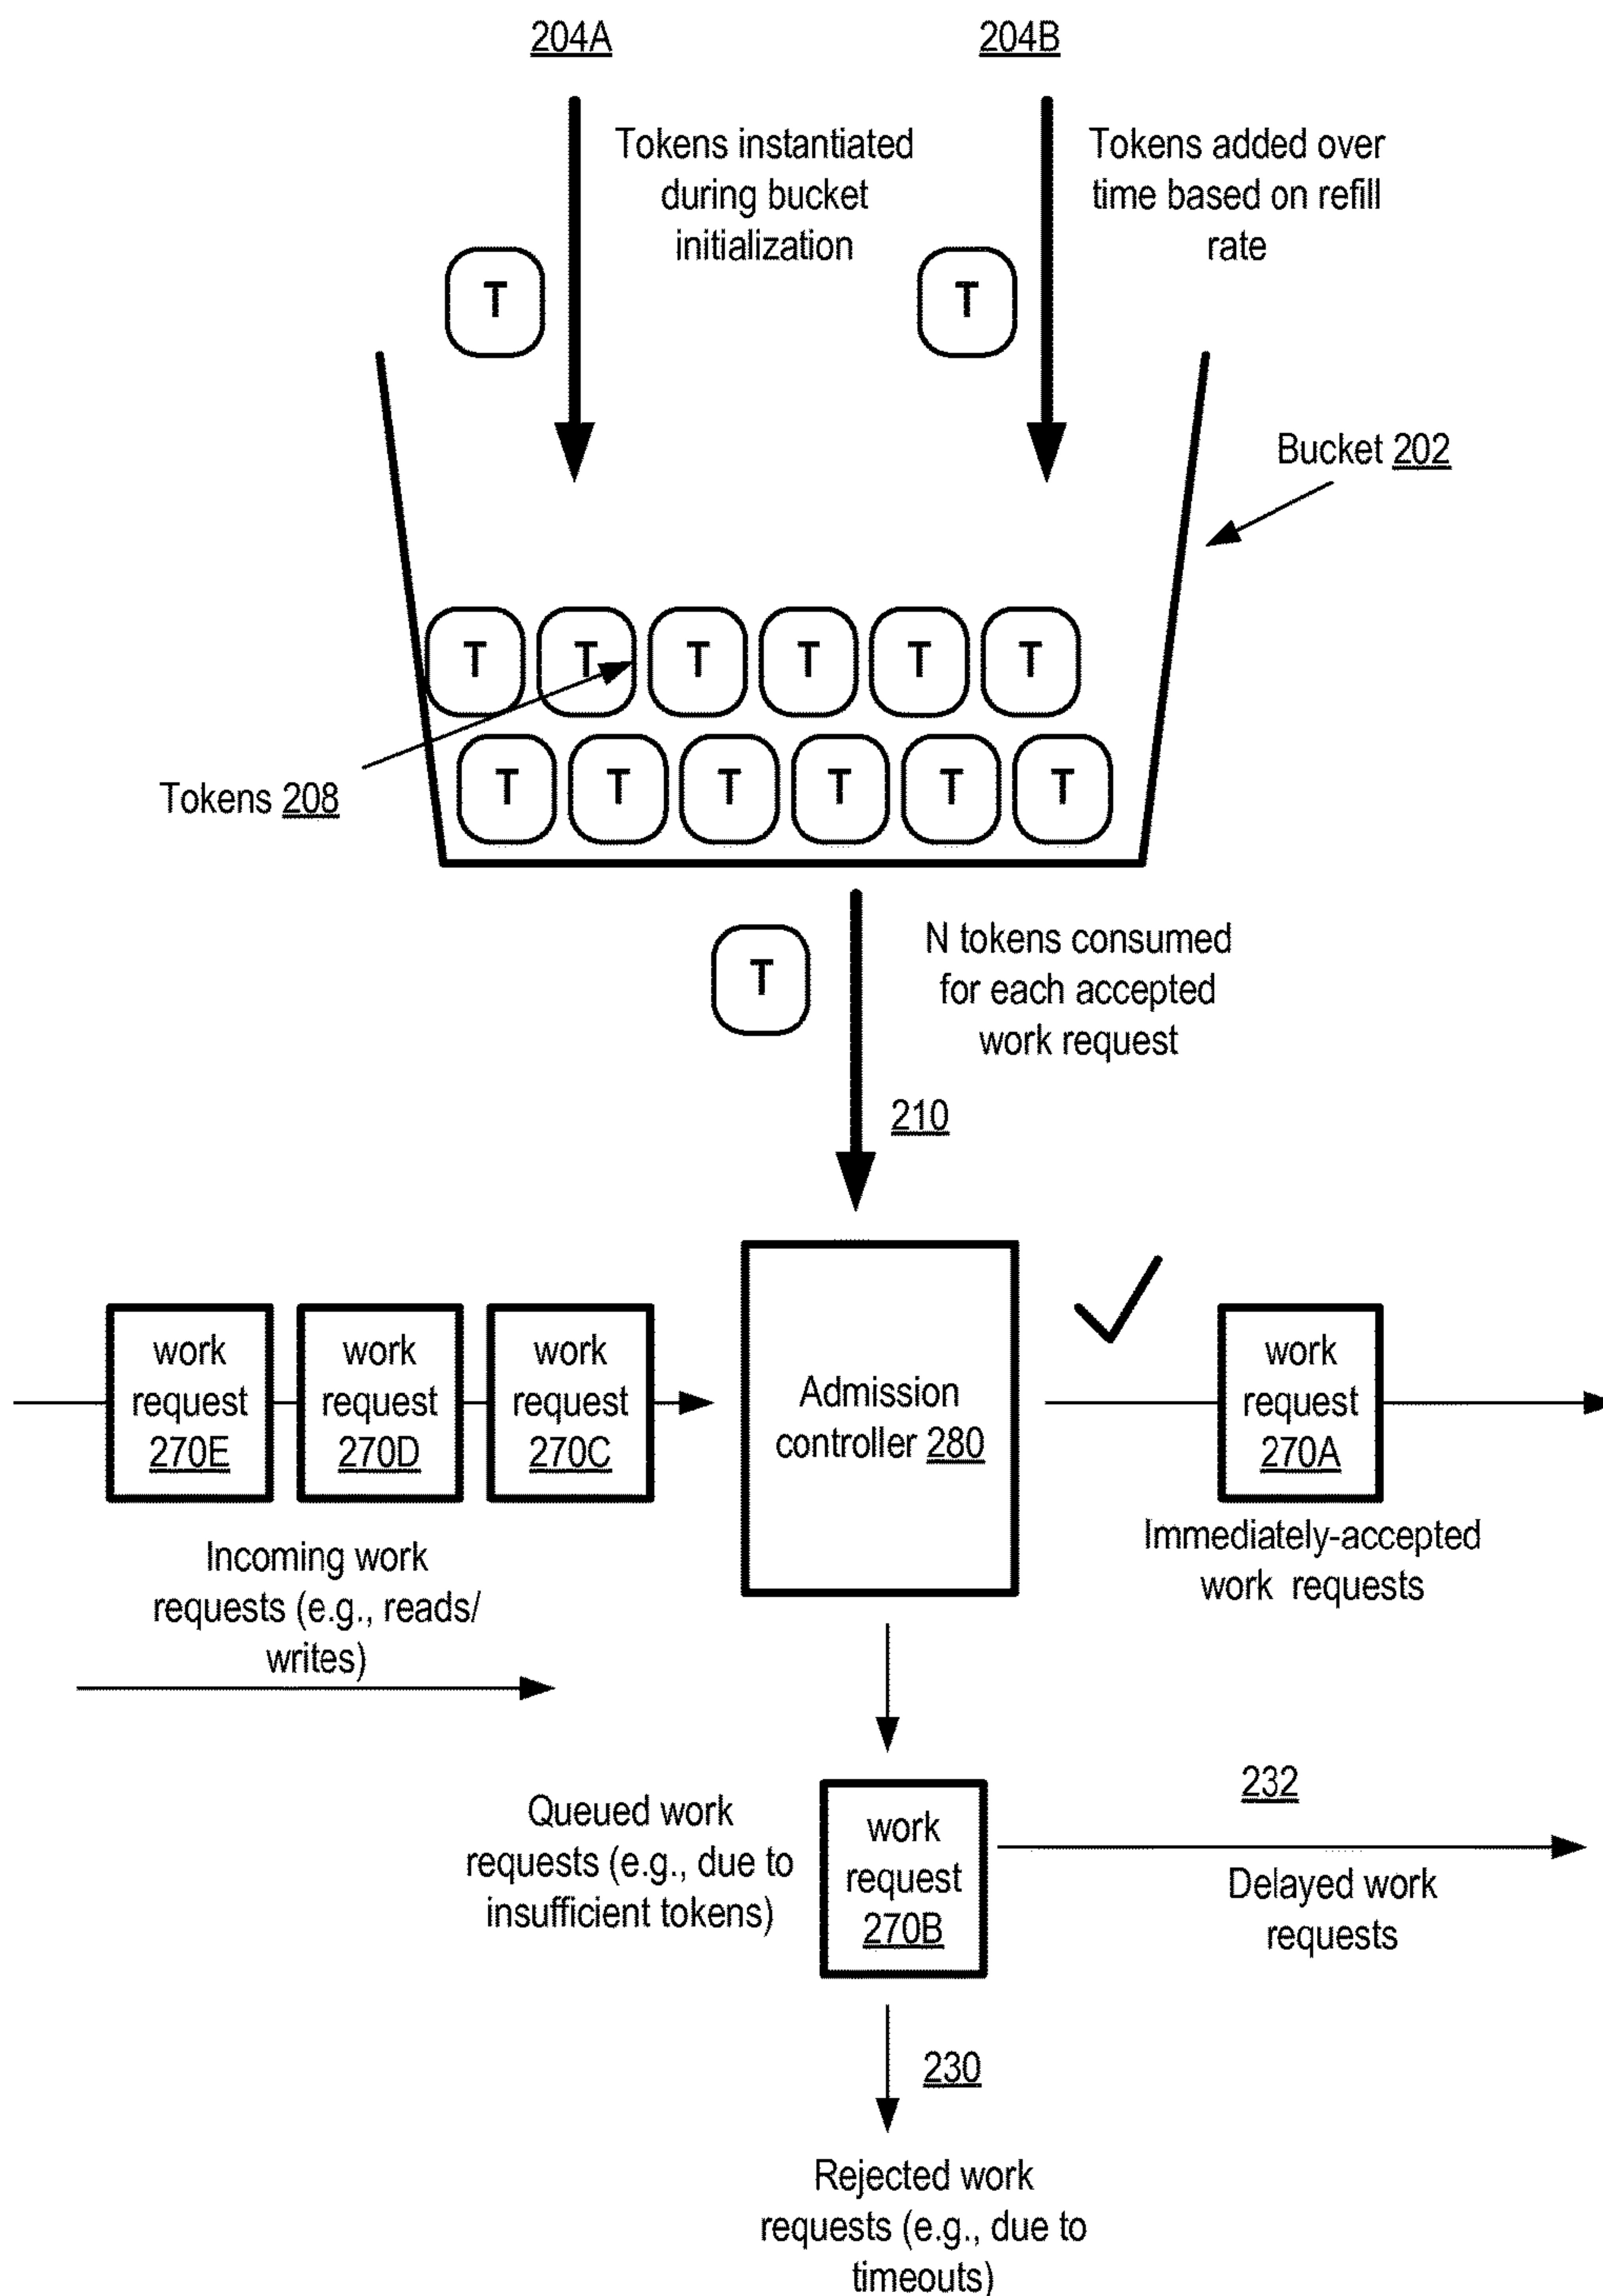 204A
204B
Tokens instantiated
during bucket
initialization
Tokens added over
time based on refill
rate
T
T
Bucket 202
T T T T T T
Tokens 208
T T T T T T
T
N tokens consumed
for each accepted
work request
210
work
request
270E
work
request
270D
work
request
270C
Admission
controller 280
work
request
270A
Incoming work
requests (e.g., reads/
writes)
Immediately-accepted
work requests
Queued work
requests (e.g., due to
insufficient tokens)
work
request
270B
232
Delayed work
requests
230
Rejected work
requests (e.g., due to
timeouts)